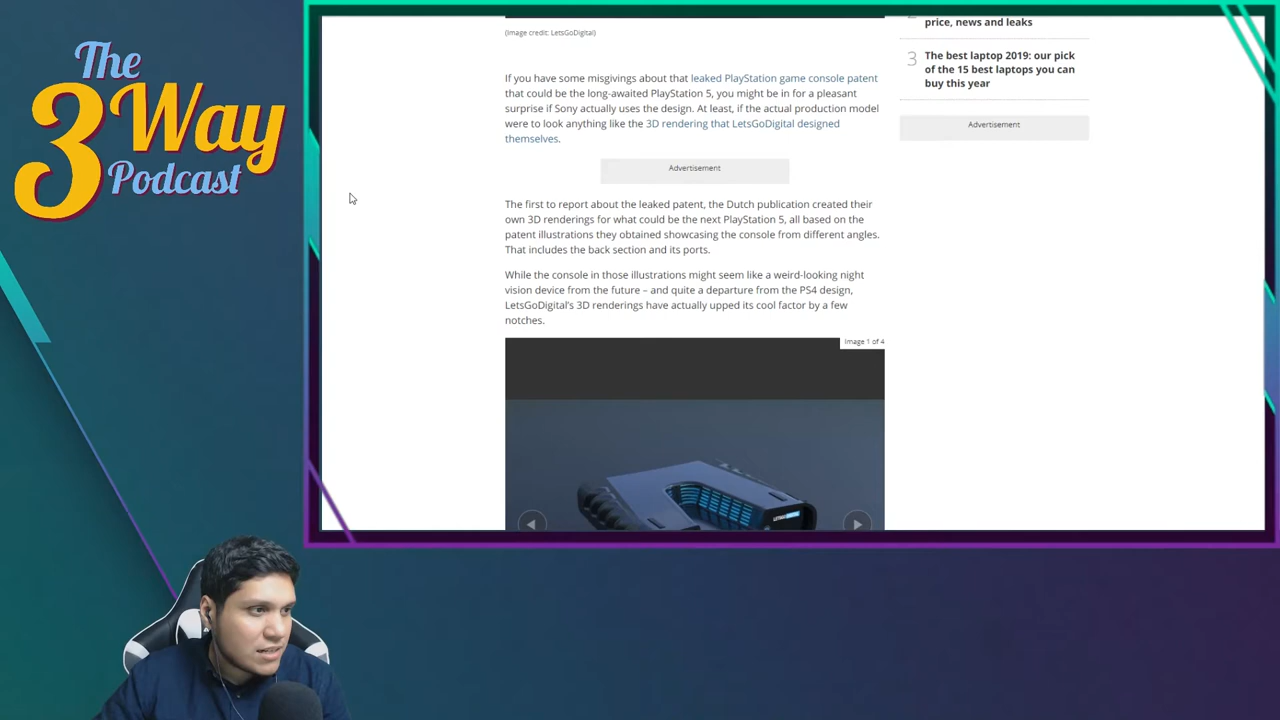 The
3Way
Podcast
(Image credit: LetsGoDigital)
If you have some misgivings about that leaked PlayStation game console patent
that could be the long-awaited PlayStation 5, you might be in for a pleasant
surprise if Sony actually uses the design. At least, if the actual production model
were to look anything like the 3D rendering that LetsGoDigital designed
themselves.
Advertisement
The first to report about the leaked patent, the Dutch publication created their
own 3D renderings for what could be the next PlayStation 5, all based on the
patent illustrations they obtained showcasing the console from different angles.
That includes the back section and its ports.
While the console in those illustrations might seem like a weird-looking night
vision device from the future – and quite a departure from the PS4 design,
LetsGoDigital's 3D renderings have actually upped its cool factor by a few
notches.
Image 1 of 4
price, news and leaks
3
The best laptop 2019: our pick
of the 15 best laptops you can
buy this year
Advertisement